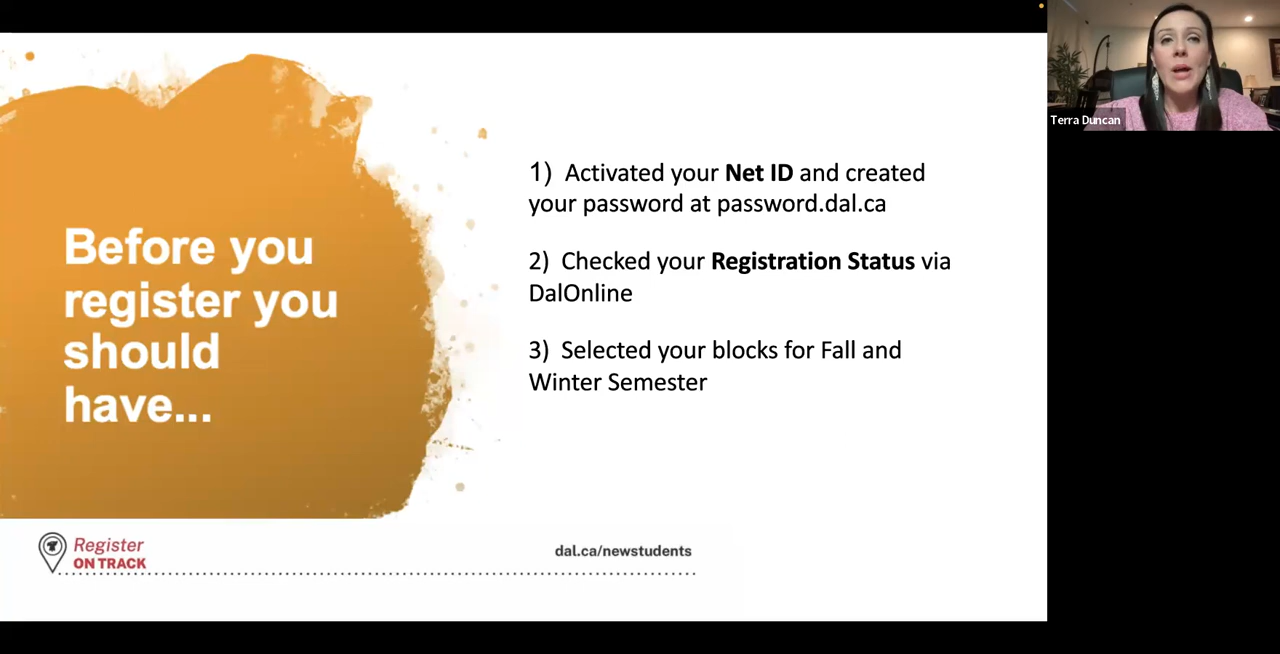 Terra Duncan
Before you
register you
should
have...
1) Activated your Net ID and created
your password at password.dal.ca
2) Checked your Registration Status via
DalOnline
3) Selected your blocks for Fall and
Winter Semester
Register
ON TRACK
dal.ca/newstudents